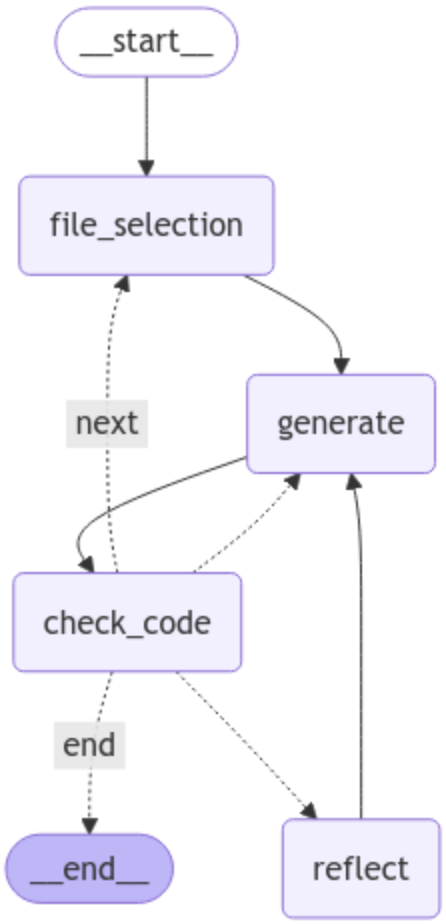 __start__
file_selection
next
generate
check_code
end
__end__
reflect